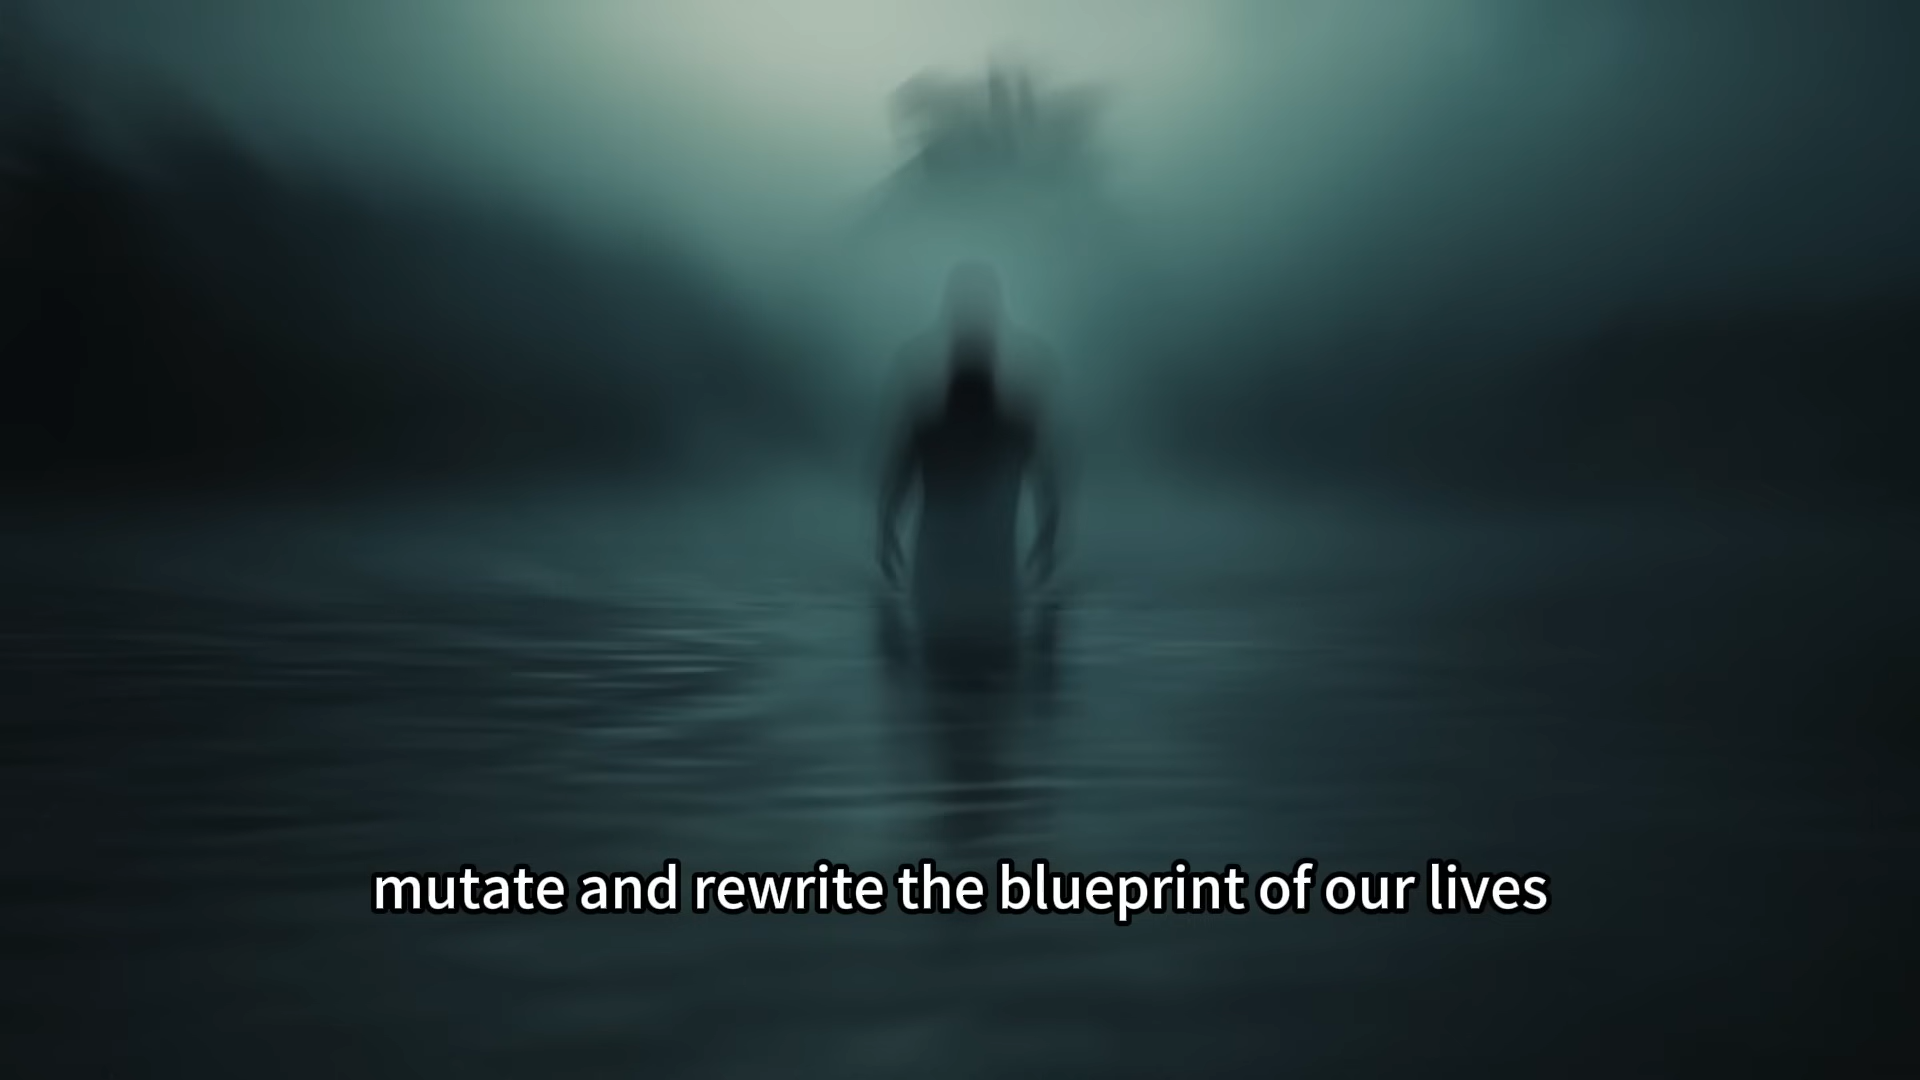 mutate and rewrite the blueprint of our lives